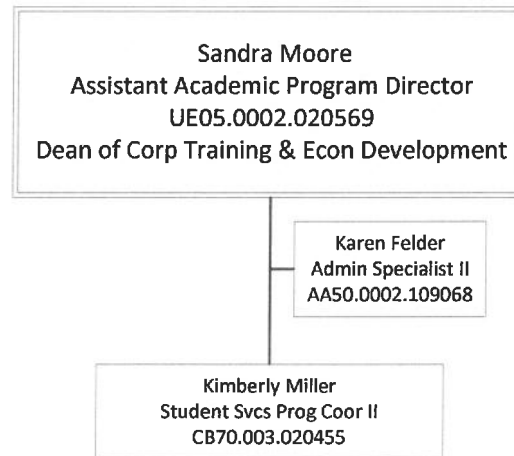 Sandra Moore
Assistant Academic Program Director
UE05.0002.020569
Dean of Corp Training & Econ Development
Karen Felder
Admin Specialist II
AA50.0002.109068
Kimberly Miller
Student Svcs Prog Coor II
CB70.003.020455